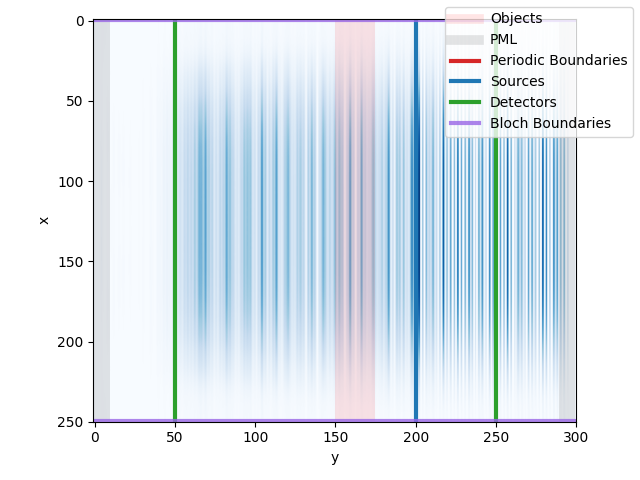 Objects
PML
Periodic Boundaries
Sources
Detectors
Bloch Boundaries
0
50
100
150
200
250
x
0
50
100
150
200
250
300
y